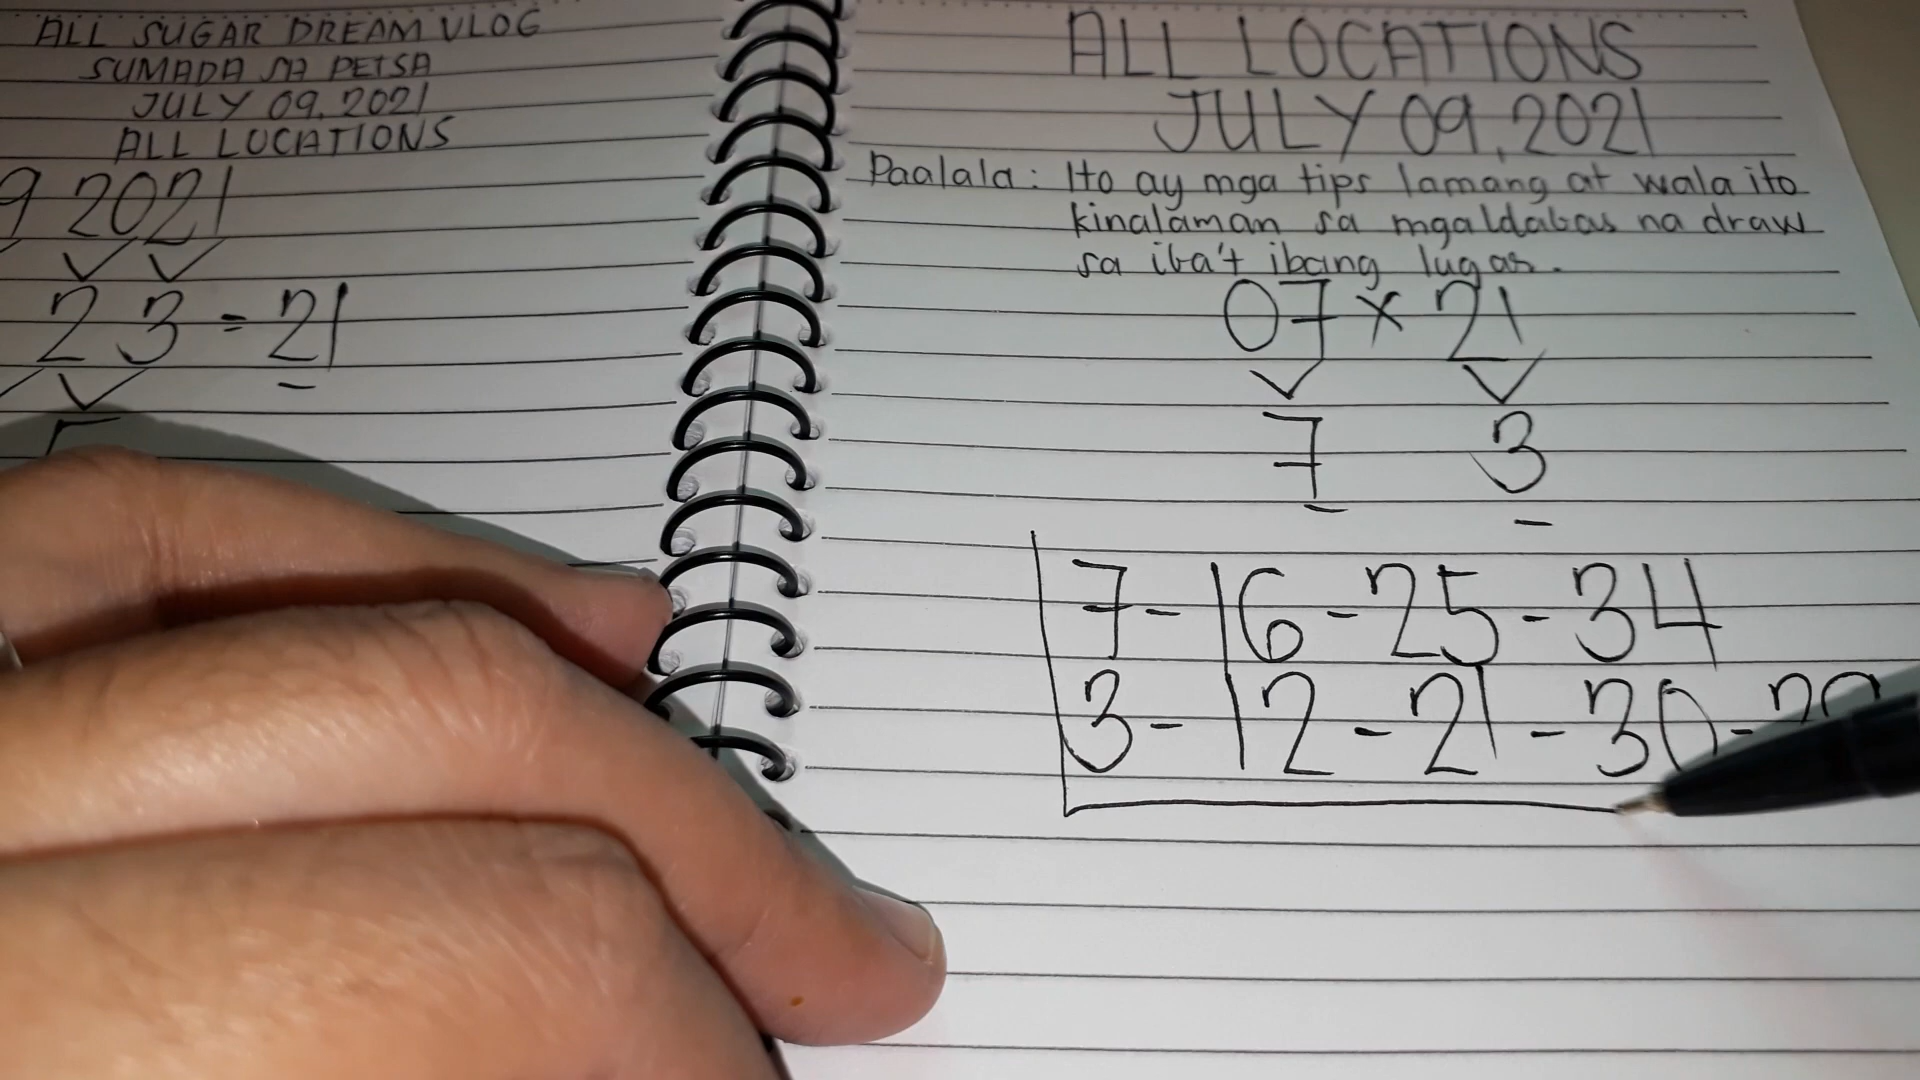 ALL SUGAR DREAM VLOG
SUMADA SA PETSA
JULY 09, 2021
ALL LOCATIONS
9 2021
2 3 = 21
5
ALL LOCATIONS
JULY 09, 2021
Paalala: Ito ay mga tips lamang at wala ito
kinalaman sa mga ldabas na draw
sa iba't ibang lugar.
07 x 21
7 3
7-16-25-34
3-12-21-30-